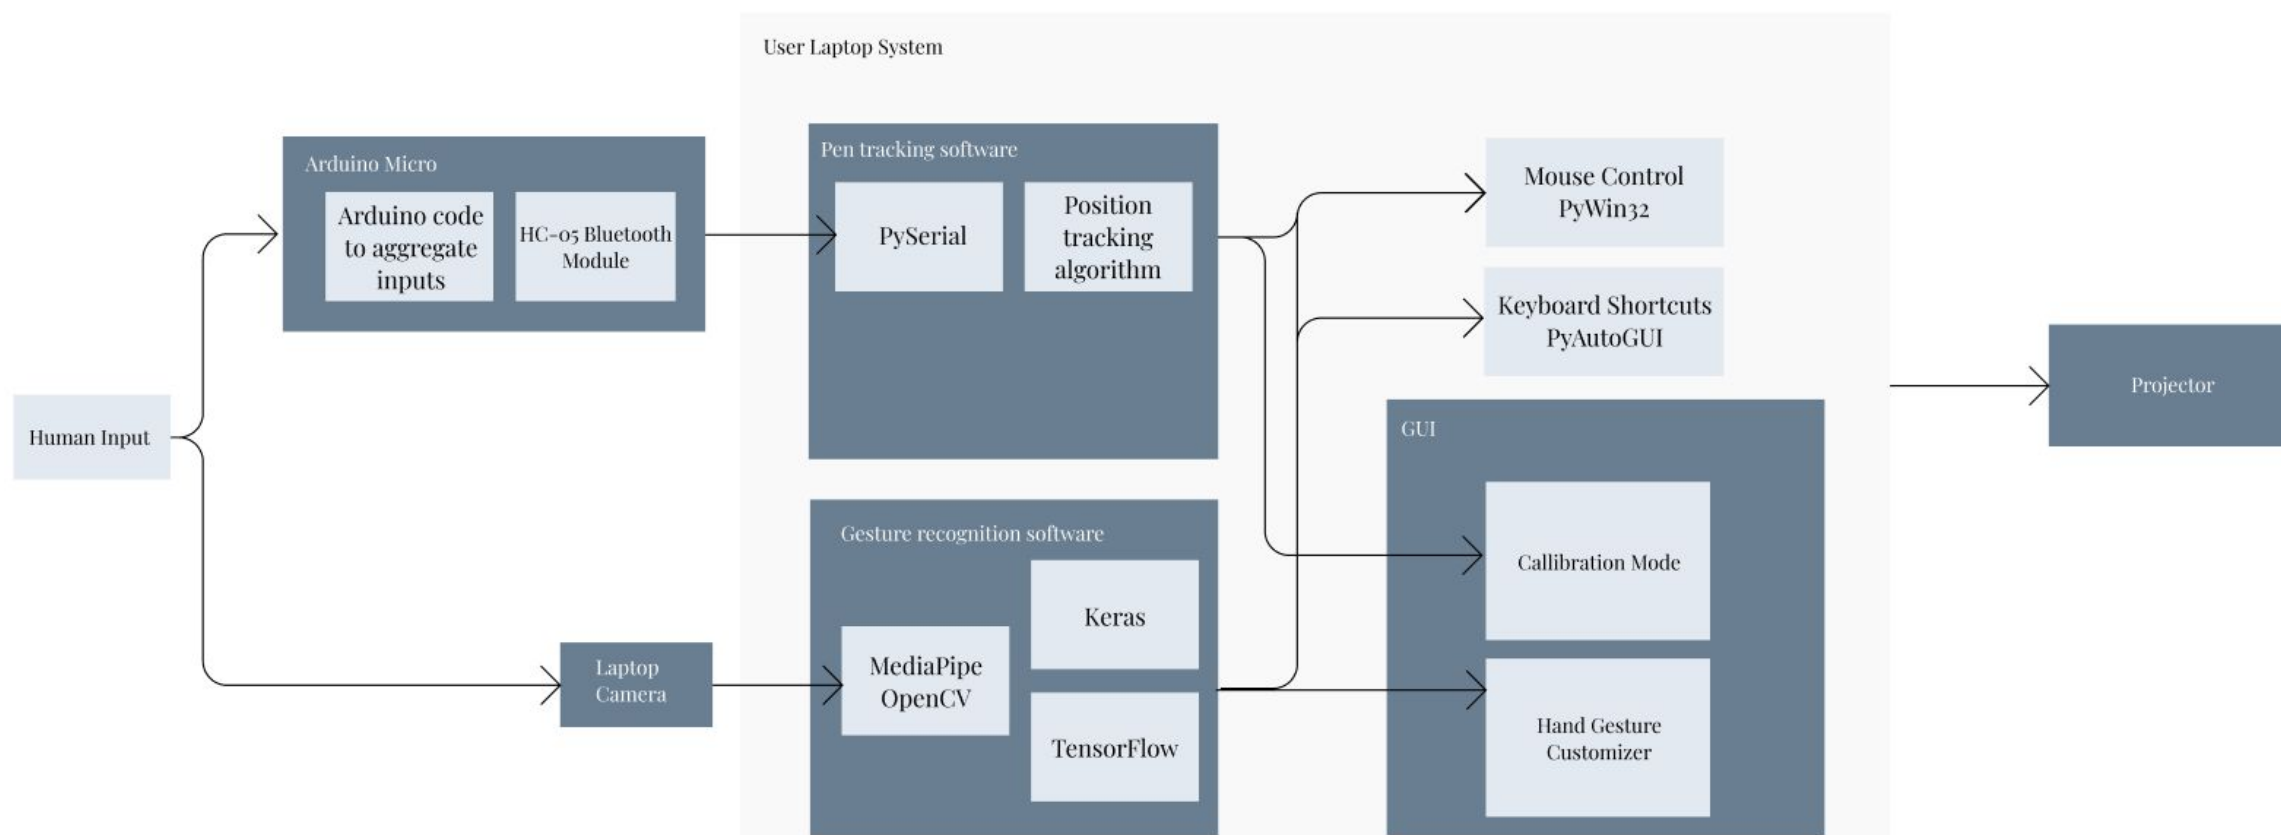 User Laptop System
Arduino Micro
Arduino code
to aggregate
inputs
HC-05 Bluetooth
Module
Pen tracking software
PySerial
Position
tracking
algorithm
Mouse Control
PyWin32
Keyboard Shortcuts
PyAutoGUI
Projector
Human Input
GUI
Callibration Mode
Hand Gesture
Customizer
Gesture recognition software
Keras
MediaPipe
OpenCV
TensorFlow
Laptop
Camera